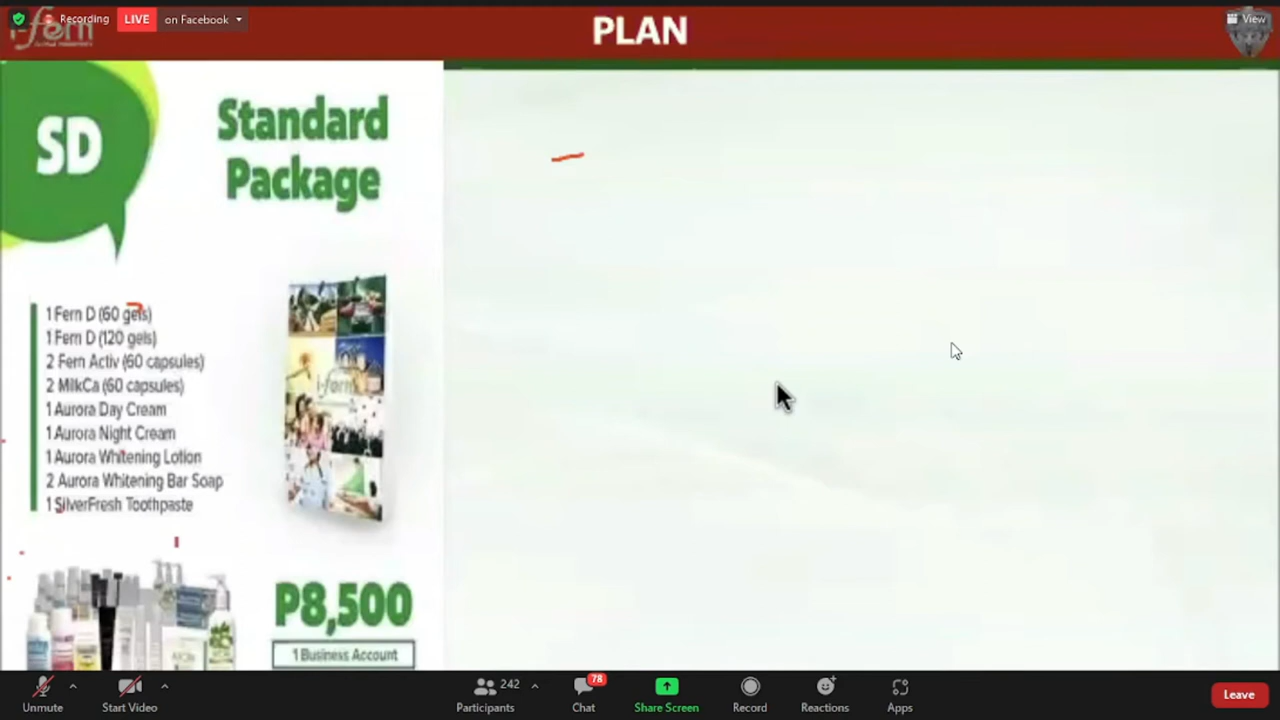 Recording
LIVE
on Facebook
i-fern
PLAN
View
SD
Standard
Package
1 Fern D (60 gels)
1 Fern D (120 gels)
2 Fern Activ (60 capsules)
2 MilkCa (60 capsules)
1 Aurora Day Cream
1 Aurora Night Cream
1 Aurora Whitening Lotion
2 Aurora Whitening Bar Soap
1 SilverFresh Toothpaste
i-fern
P8,500
1 Business Account
Unmute
Start Video
242
Participants
78
Chat
Share Screen
Record
Reactions
Apps
Leave